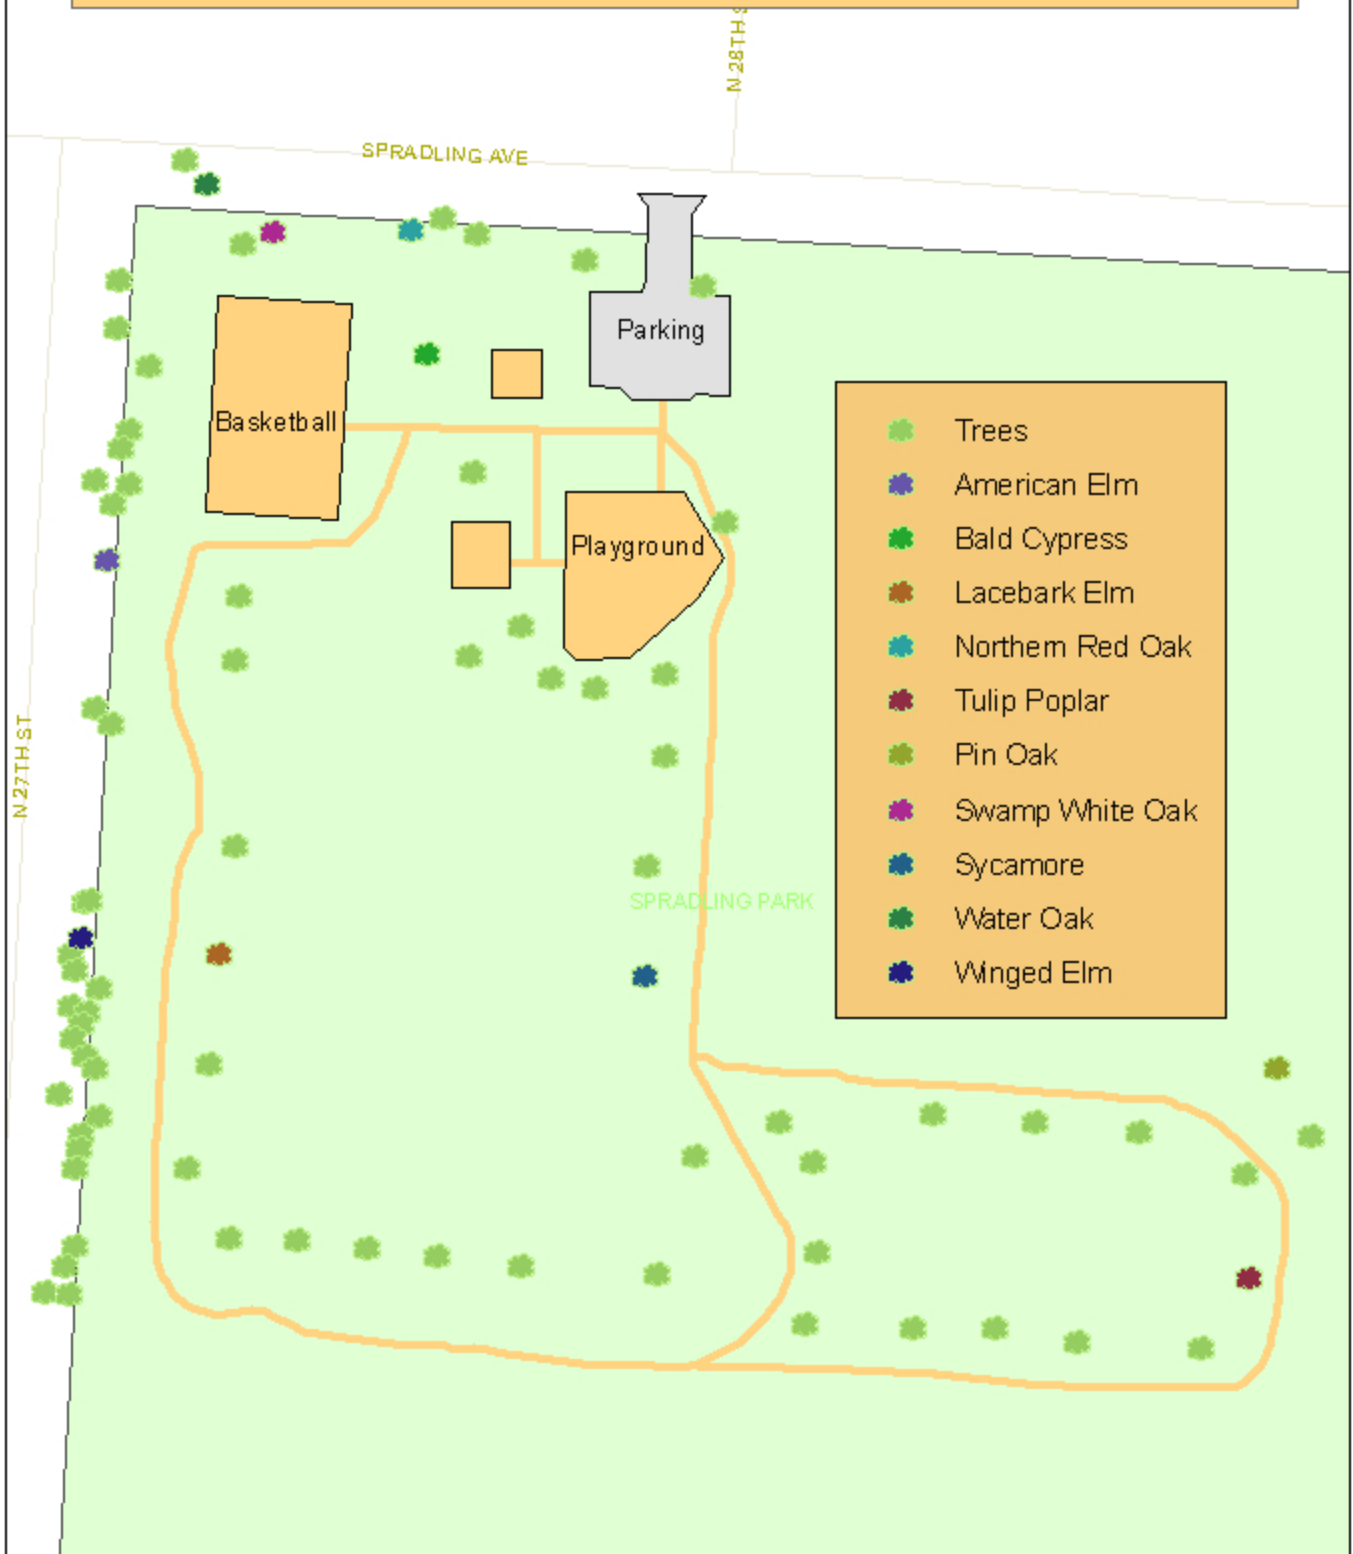 N 28TH S
SPRADLING AVE
Parking
Basketball
Playground
N 27TH ST
SPRADLING PARK
Trees
American Elm
Bald Cypress
Lacebark Elm
Northern Red Oak
Tulip Poplar
Pin Oak
Swamp White Oak
Sycamore
Water Oak
Winged Elm